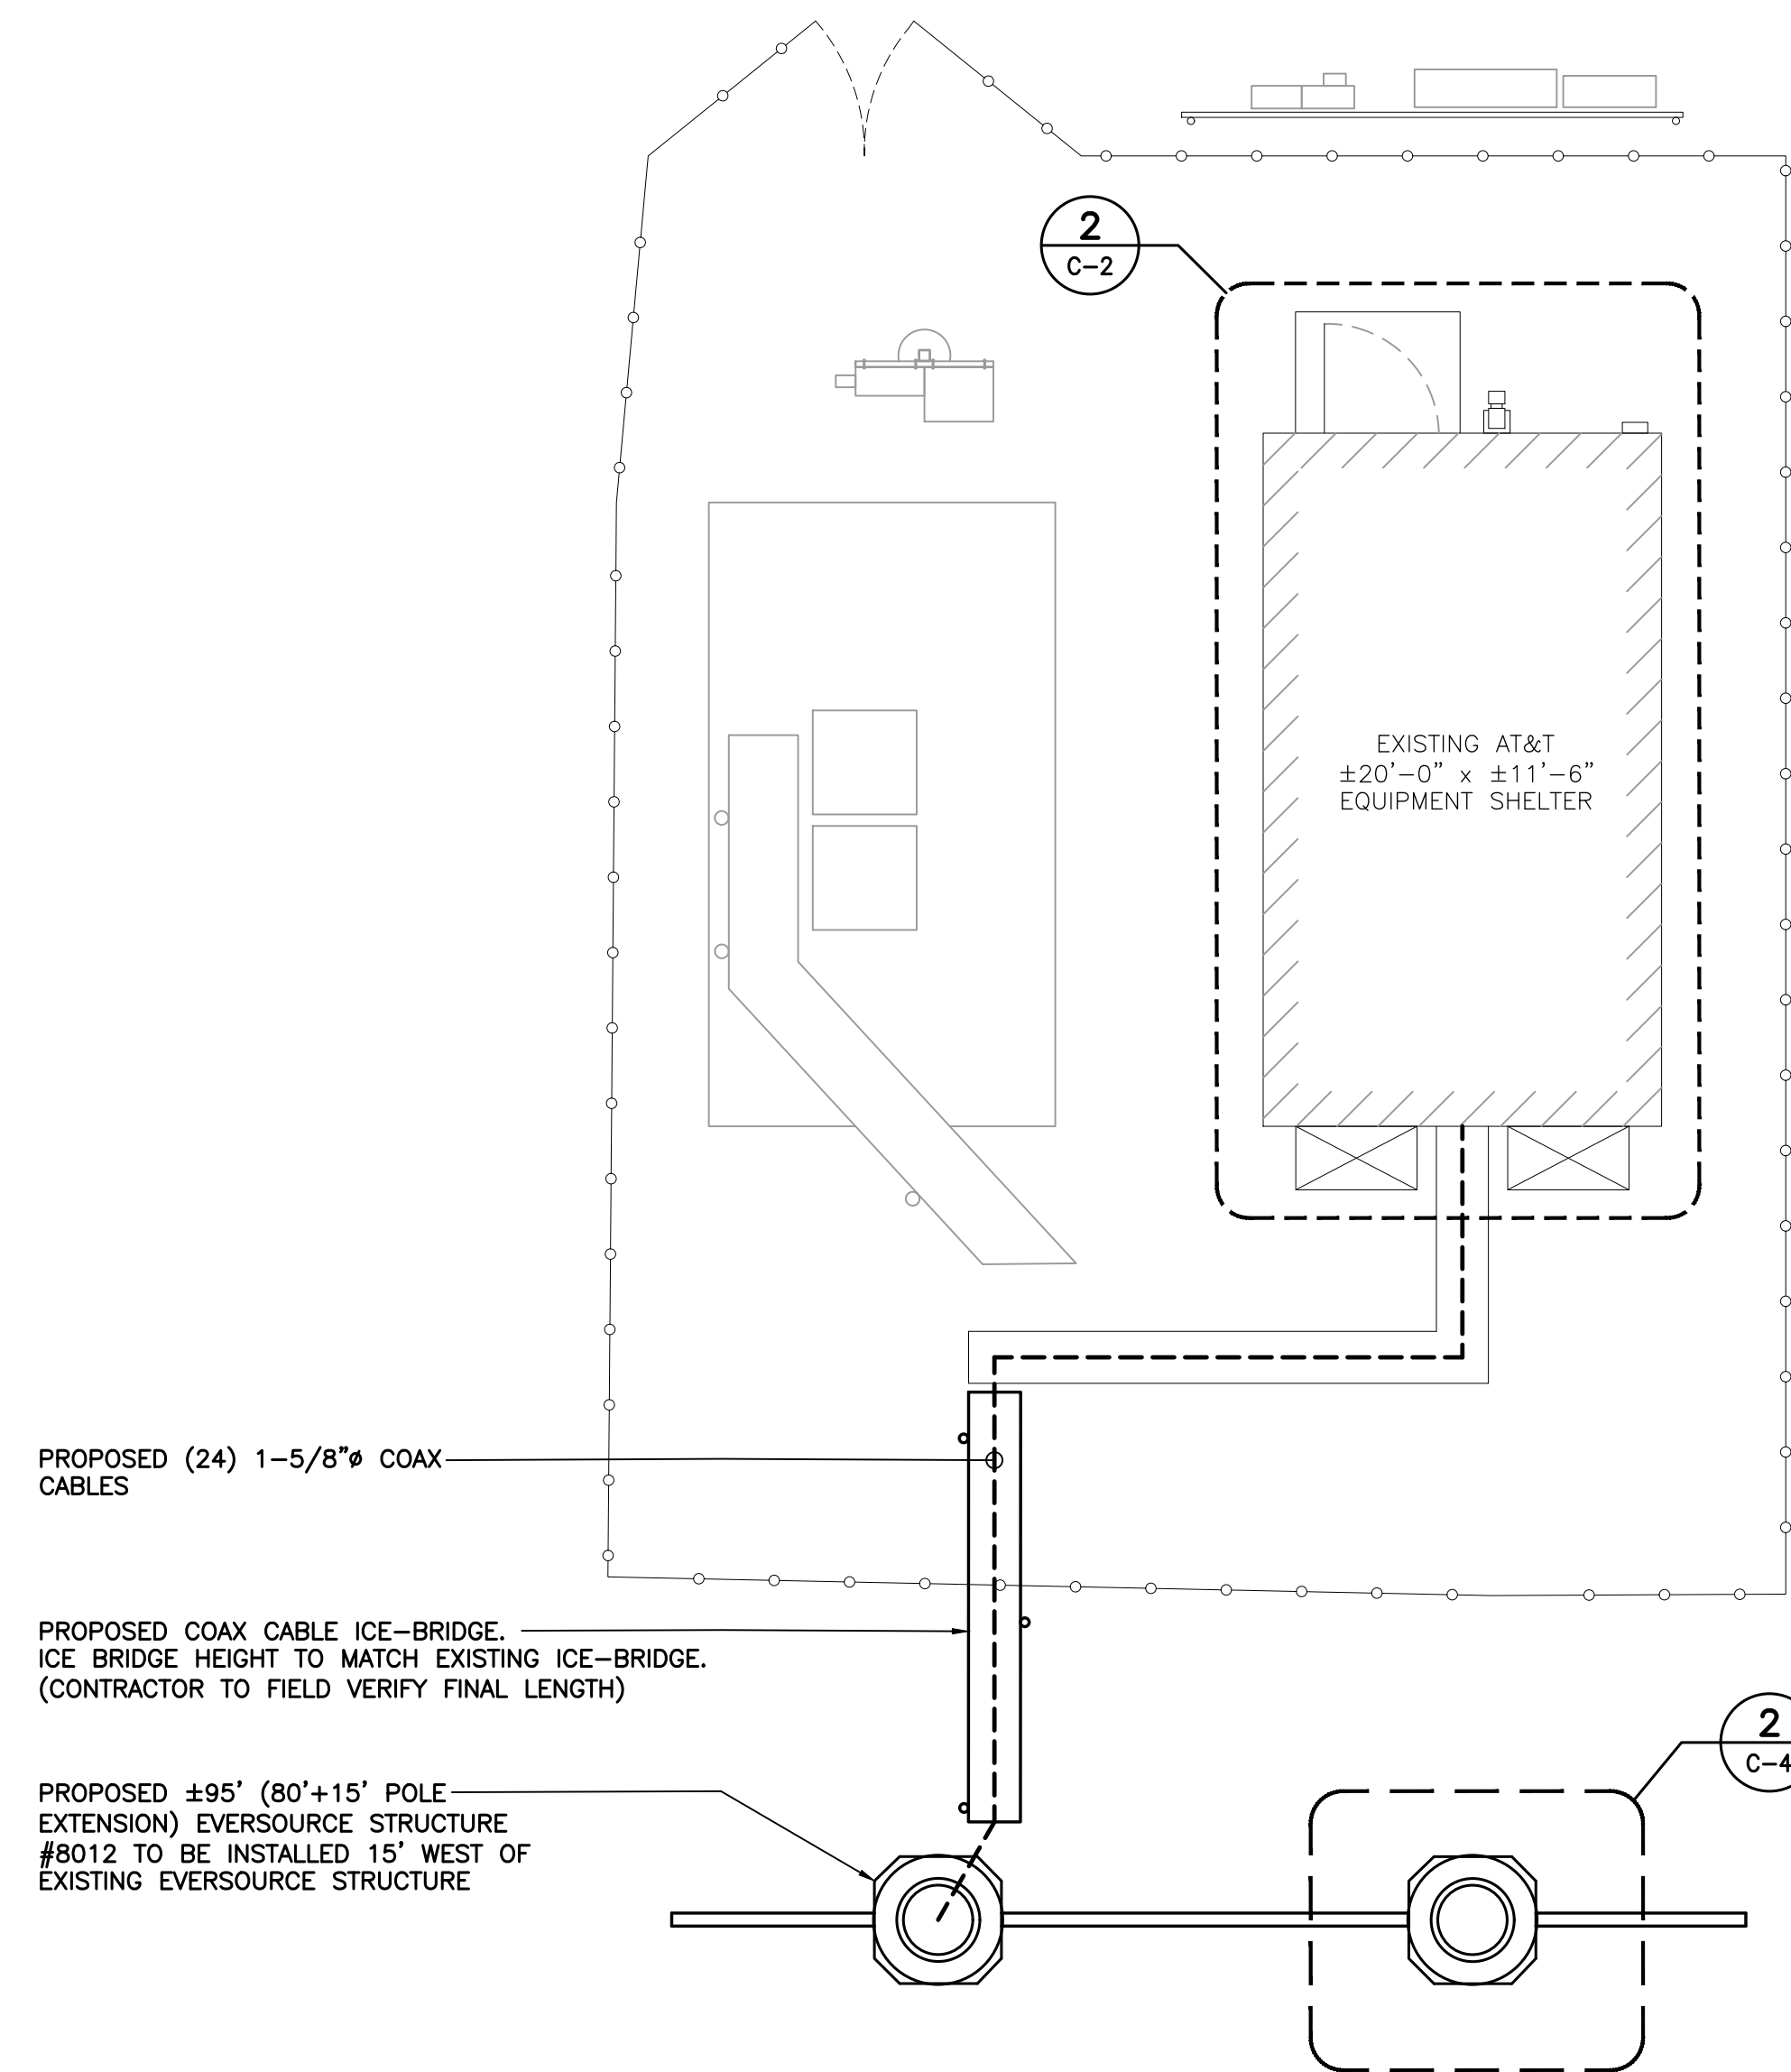 2
C-2
EXISTING AT&T
±20'-0" x ±11'-6"
EQUIPMENT SHELTER
PROPOSED (24) 1-5/8"ø COAX
CABLES
PROPOSED COAX CABLE ICE-BRIDGE.
ICE BRIDGE HEIGHT TO MATCH EXISTING ICE-BRIDGE.
(CONTRACTOR TO FIELD VERIFY FINAL LENGTH)
2
C-4
PROPOSED ±95' (80'+15' POLE
EXTENSION) EVERSOURCE STRUCTURE
#8012 TO BE INSTALLED 15' WEST OF
EXISTING EVERSOURCE STRUCTURE